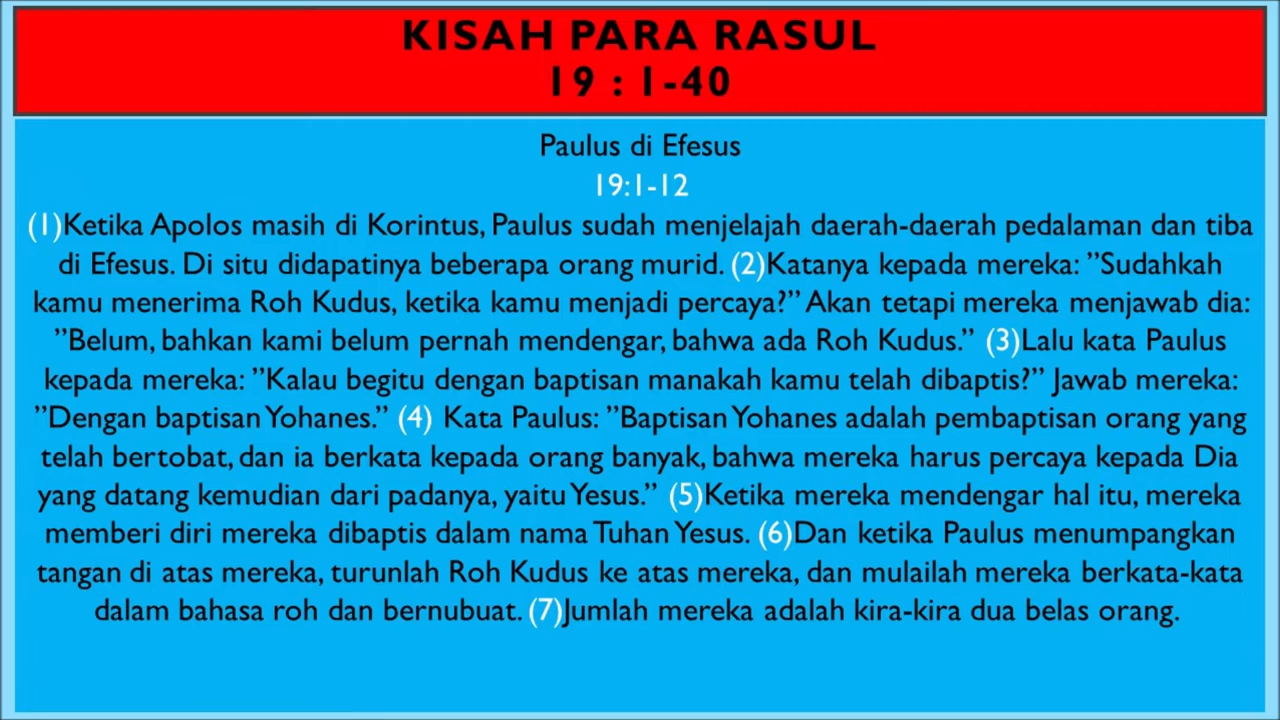 KISAH PARA RASUL
19 : 1-40
Paulus di Efesus
19:1-12
(1)Ketika Apolos masih di Korintus, Paulus sudah menjelajah daerah-daerah pedalaman dan tiba
di Efesus. Di situ didapatinya beberapa orang murid. (2)Katanya kepada mereka: ”Sudahkah
kamu menerima Roh Kudus, ketika kamu menjadi percaya?” Akan tetapi mereka menjawab dia:
”Belum, bahkan kami belum pernah mendengar, bahwa ada Roh Kudus.” (3)Lalu kata Paulus
kepada mereka: ”Kalau begitu dengan baptisan manakah kamu telah dibaptis?” Jawab mereka:
”Dengan baptisan Yohanes.” (4) Kata Paulus: ”Baptisan Yohanes adalah pembaptisan orang yang
telah bertobat, dan ia berkata kepada orang banyak, bahwa mereka harus percaya kepada Dia
yang datang kemudian dari padanya, yaitu Yesus.” (5)Ketika mereka mendengar hal itu, mereka
memberi diri mereka dibaptis dalam nama Tuhan Yesus. (6)Dan ketika Paulus menumpangkan
tangan di atas mereka, turunlah Roh Kudus ke atas mereka, dan mulailah mereka berkata-kata
dalam bahasa roh dan bernubuat. (7)Jumlah mereka adalah kira-kira dua belas orang.